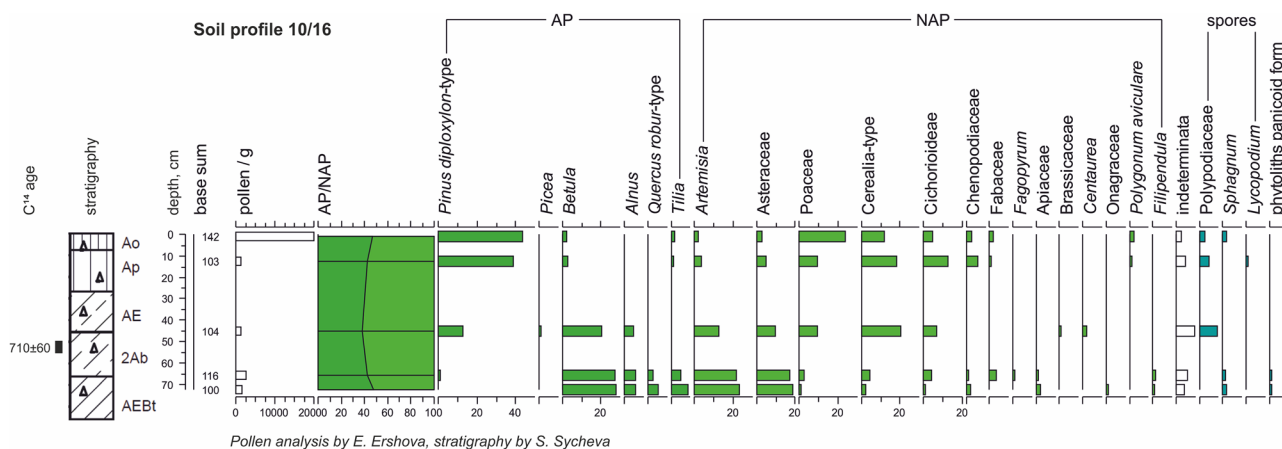 Soil profile 10/16
AP
NAP
spores
C¹⁴ age
stratigraphy
depth, cm
base sum
pollen / g
AP/NAP
Pinus diploxylon-type
Picea
Betula
Alnus
Quercus robur-type
Tilia
Artemisia
Asteraceae
Poaceae
Cerealia-type
Cichorioideae
Chenopodiaceae
Fabaceae
Fagopyrum
Apiaceae
Brassicaceae
Centaurea
Onagraceae
Polygonum aviculare
Filipendula
indeterminata
Polypodiaceae
Sphagnum
Lycopodium
phytoliths panicoid form
Ao
Ap
AE
2Ab
AEBt
710±60
0
10
20
30
40
50
60
70
142
103
104
116
100
0 10000 20000 20 40 60 80 100 20 40 20 20 20 0 20 0 20 0 20
Pollen analysis by E. Ershova, stratigraphy by S. Sycheva